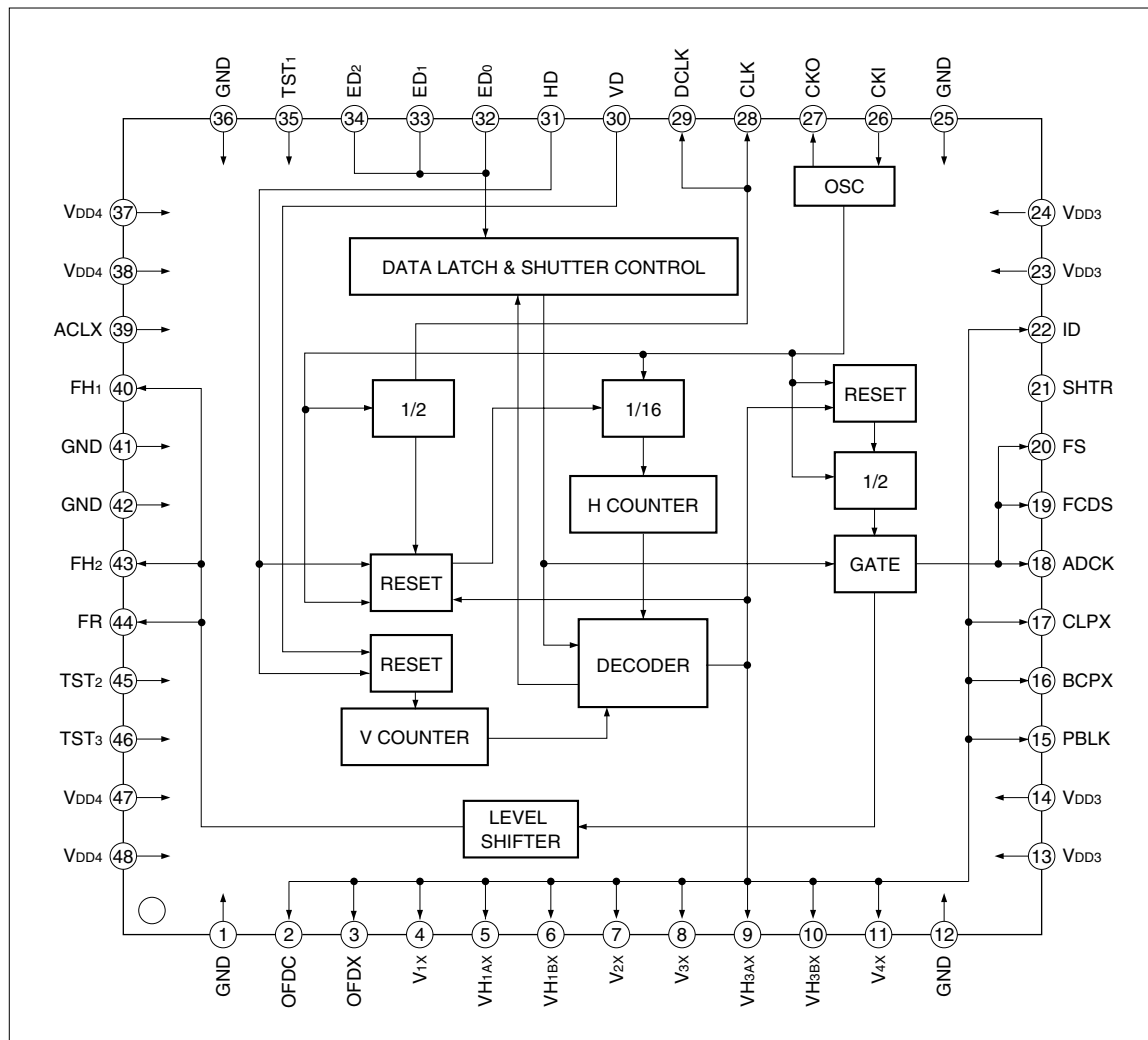 GND
TST1
ED2
ED1
ED0
HD
VD
DCLK
CLK
CKO
CKI
GND
36
35
34
33
32
31
30
29
28
27
26
25
OSC
VDD4 37
24 VDD3
DATA LATCH & SHUTTER CONTROL
VDD4 38
23 VDD3
ACLX 39
22 ID
FH1 40
1/2
1/16
RESET
21 SHTR
GND 41
20 FS
1/2
GND 42
H COUNTER
19 FCDS
FH2 43
RESET
GATE
18 ADCK
FR 44
17 CLPX
RESET
DECODER
TST2 45
16 BCPX
V COUNTER
TST3 46
15 PBLK
VDD4 47
14 VDD3
LEVEL
SHIFTER
VDD4 48
13 VDD3
1
2
3
4
5
6
7
8
9
10
11
12
GND
OFDC
OFDX
V1X
VH1AX
VH1BX
V2X
V3X
VH3AX
VH3BX
V4X
GND